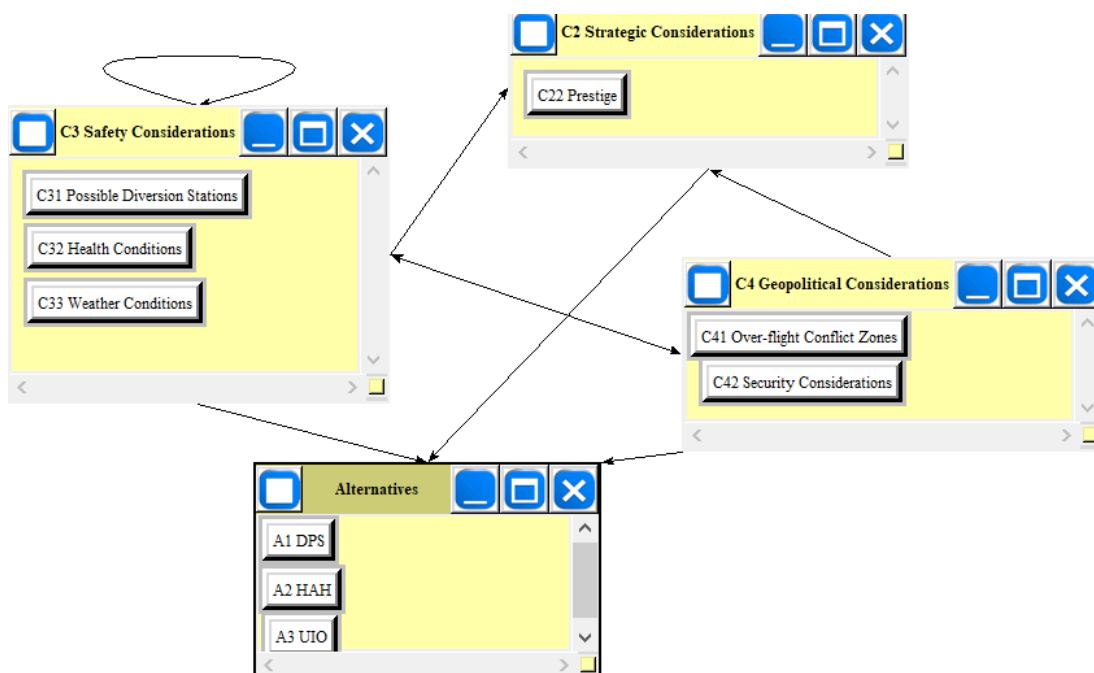 C2 Strategic Considerations
C22 Prestige
C3 Safety Considerations
C31 Possible Diversion Stations
C32 Health Conditions
C33 Weather Conditions
C4 Geopolitical Considerations
C41 Over-flight Conflict Zones
C42 Security Considerations
Alternatives
A1 DPS
A2 HAH
A3 UIO